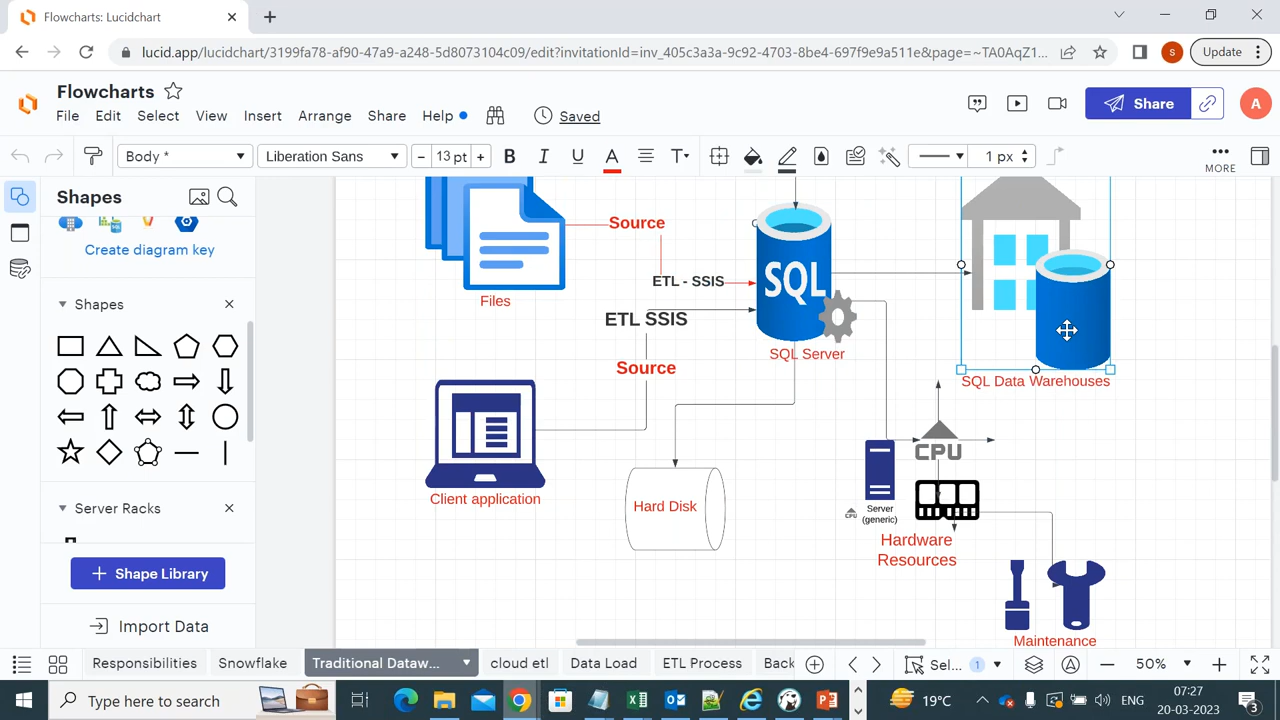 Flowcharts: Lucidchart
lucid.app/lucidchart/3199fa78-af90-47a9-a248-5d8073104c09/edit?invitationId=inv_405c3a3a-9c92-4703-8be4-697f9e9a511e&page=~TA0AqZ1...
S
Update
Flowcharts
File Edit Select View Insert Arrange Share Help Saved
Share
A
Body *
Liberation Sans
− 13 pt +
B I U A T
1 px
MORE
Shapes
Create diagram key
Shapes
Server Racks
+ Shape Library
Import Data
Files
Source
ETL - SSIS
ETL SSIS
Source
SQL
SQL Server
SQL Data Warehouses
Client application
Hard Disk
CPU
CPU
Server
(generic)
Hardware
Resources
Maintenance
Responsibilities
Snowflake
Traditional Dataw...
cloud etl
Data Load
ETL Process
Back
Sel... 1
50%
Type here to search
19°C
ENG
07:27
20-03-2023
3